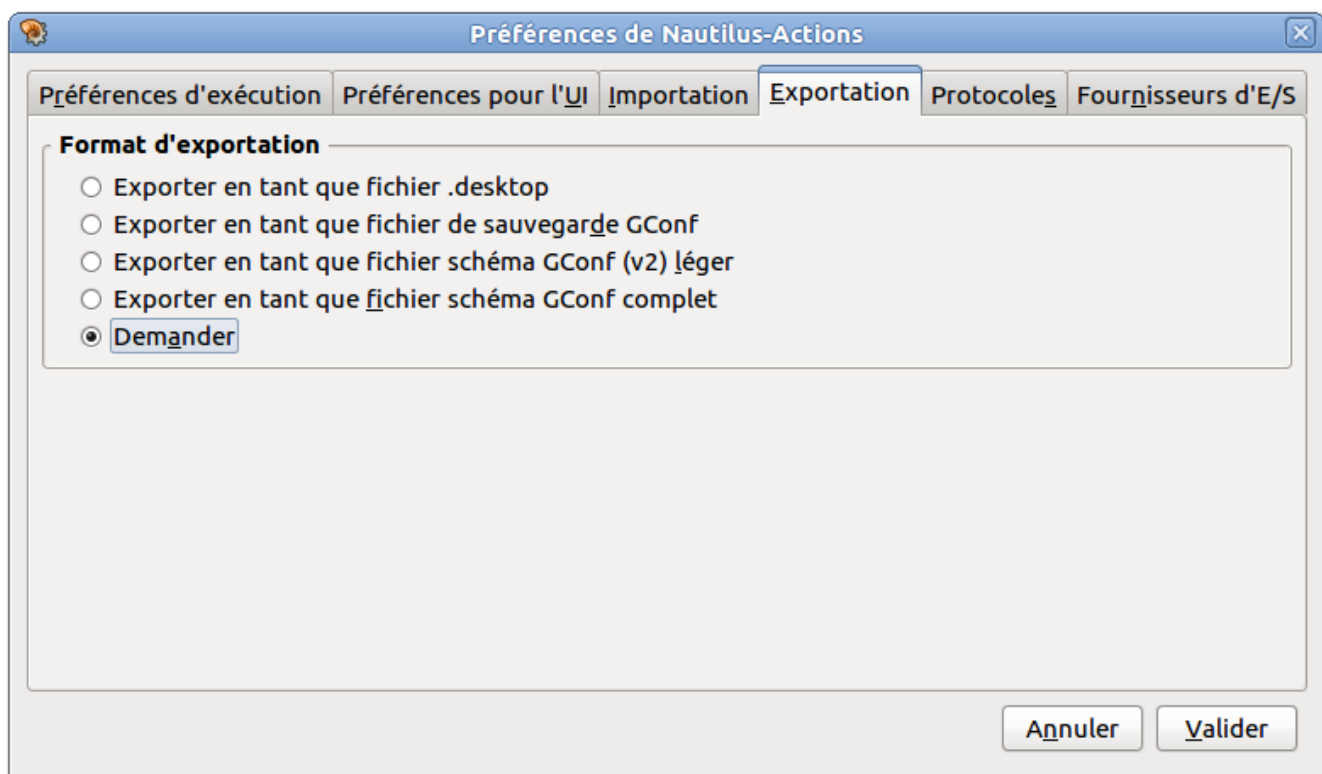 Préférences de Nautilus-Actions
Préférences d'exécution Préférences pour l'UI Importation Exportation Protocoles Fournisseurs d'E/S
Format d'exportation
Exporter en tant que fichier .desktop
Exporter en tant que fichier de sauvegarde GConf
Exporter en tant que fichier schéma GConf (v2) léger
Exporter en tant que fichier schéma GConf complet
Demander
Annuler Valider